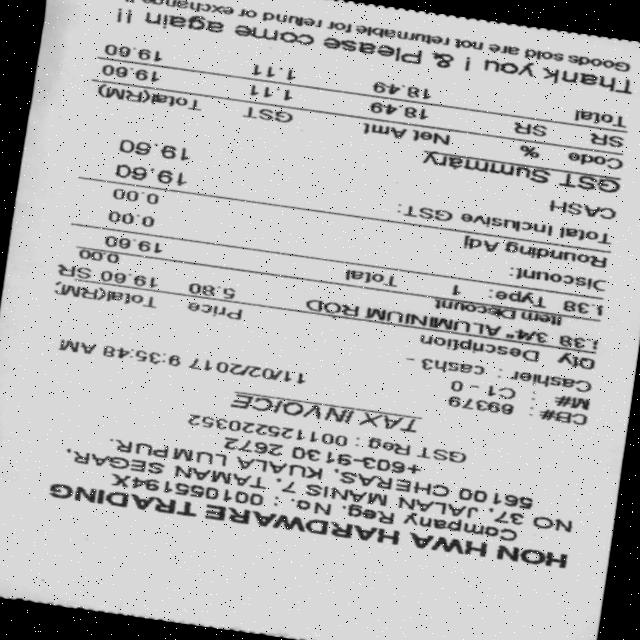 HON HWA HARDWARE TRADING
Company Reg. No. : 001055194X
NO 37, JALAN MANIS 7, TAMAN SEGAR,
56100 CHERAS, KUALA LUMPUR.
+603-9130 2672
GST Reg : 001125220352
TAX INVOICE
CB#: 69379
M# : C1 - 0
Cashier : cash3 -
11/02/2017 9:35:48 AM
Qty Description Price Total(RM)
3.38 3/4" ALUMINIUM ROD 5.80 19.60 SR
Item Discount 0.00
3.38 Type: 1 Total 19.60
Discount: 0.00
Rounding Adj 0.00
Total Inclusive GST: 19.60
CASH 19.60
GST Summary
Code % Net Amt GST Total(RM)
SR SR 18.49 1.11 19.60
Total 18.49 1.11 19.60
Thank You ! & Please come again !!
Goods sold are not returnable for refund or exchange